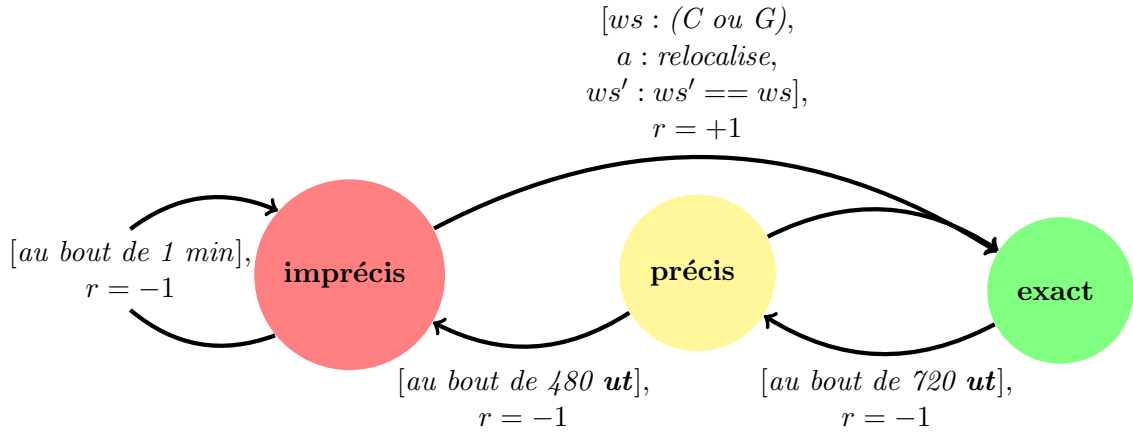 [ws : (C ou G),
a : relocalise,
ws′ : ws′ == ws],
r = +1
[au bout de 1 min],
r = −1
imprécis
précis
exact
[au bout de 480 ut],
r = −1
[au bout de 720 ut],
r = −1